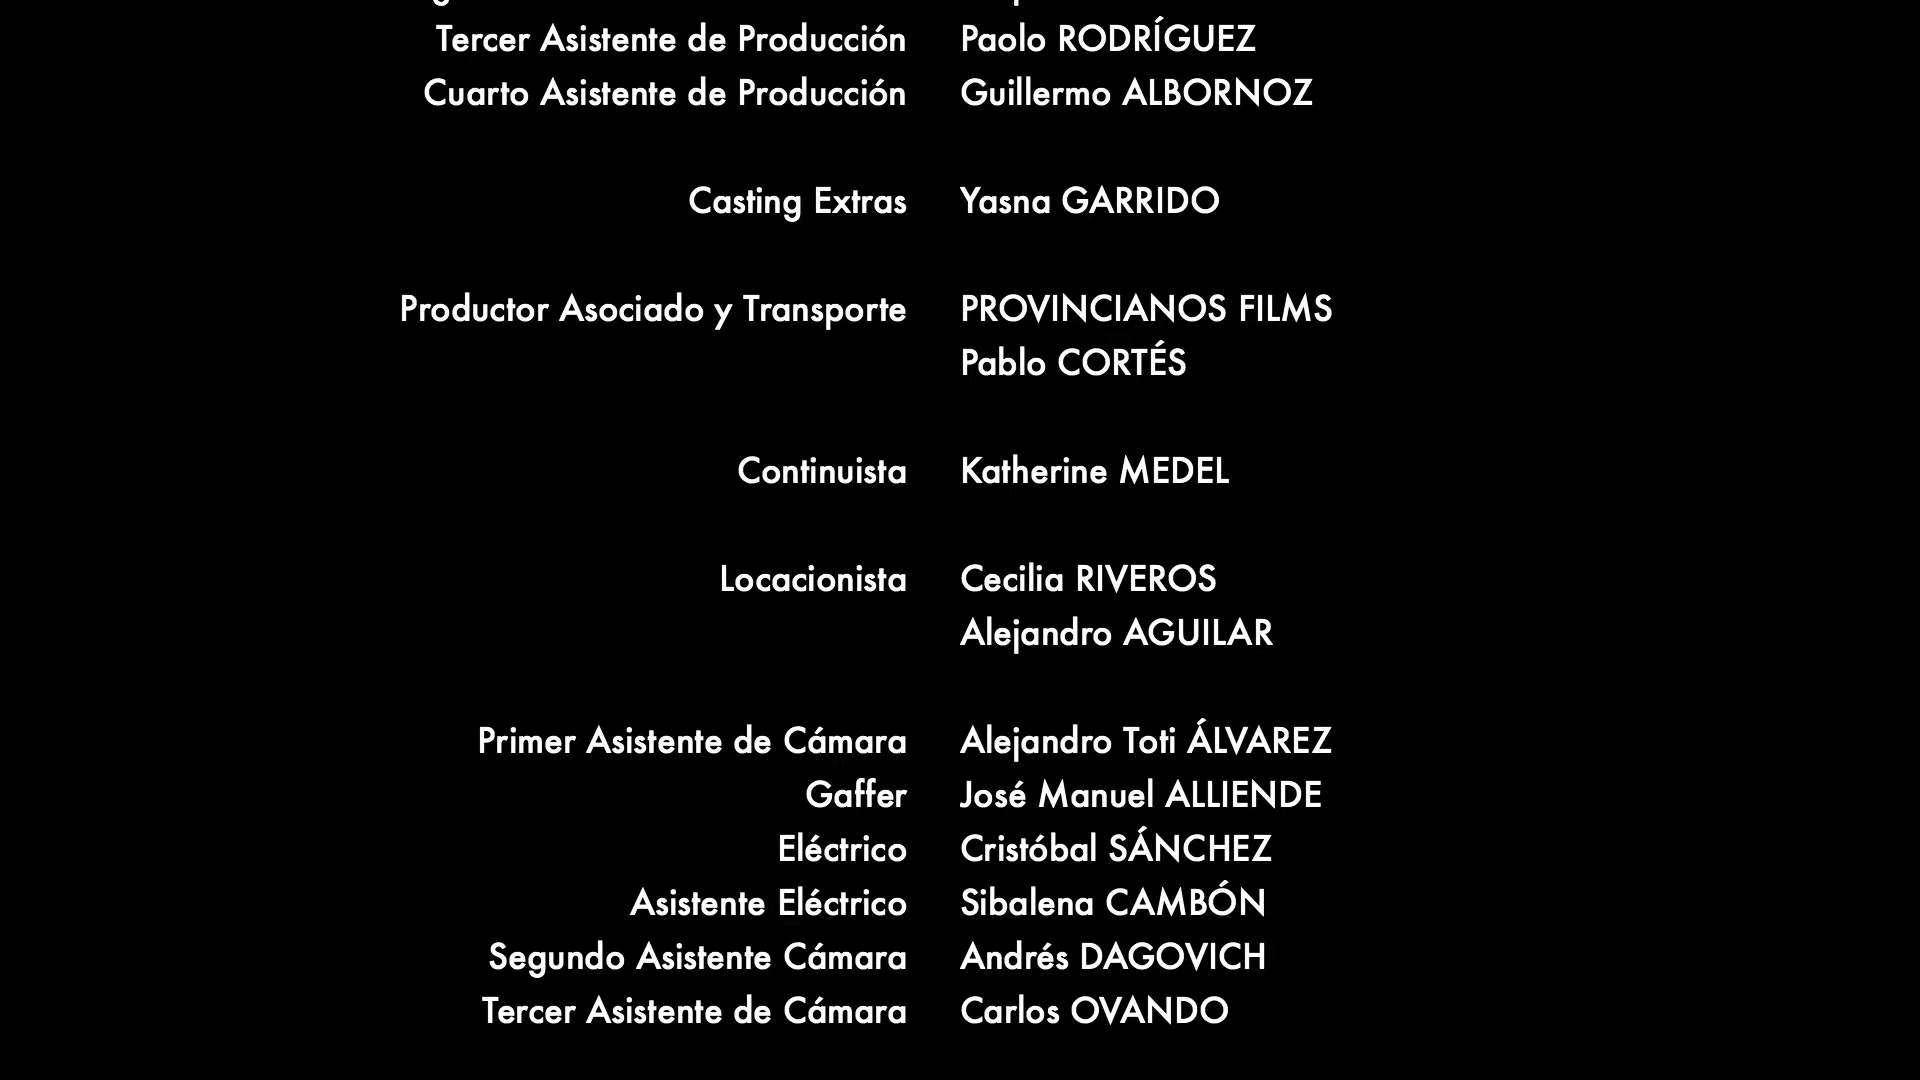 Tercer Asistente de Producción Paolo RODRÍGUEZ
Cuarto Asistente de Producción Guillermo ALBORNOZ
Casting Extras Yasna GARRIDO
Productor Asociado y Transporte PROVINCIANOS FILMS
Pablo CORTÉS
Continuista Katherine MEDEL
Locacionista Cecilia RIVEROS
Alejandro AGUILAR
Primer Asistente de Cámara Alejandro Toti ÁLVAREZ
Gaffer José Manuel ALLIENDE
Eléctrico Cristóbal SÁNCHEZ
Asistente Eléctrico Sibalena CAMBÓN
Segundo Asistente Cámara Andrés DAGOVICH
Tercer Asistente de Cámara Carlos OVANDO